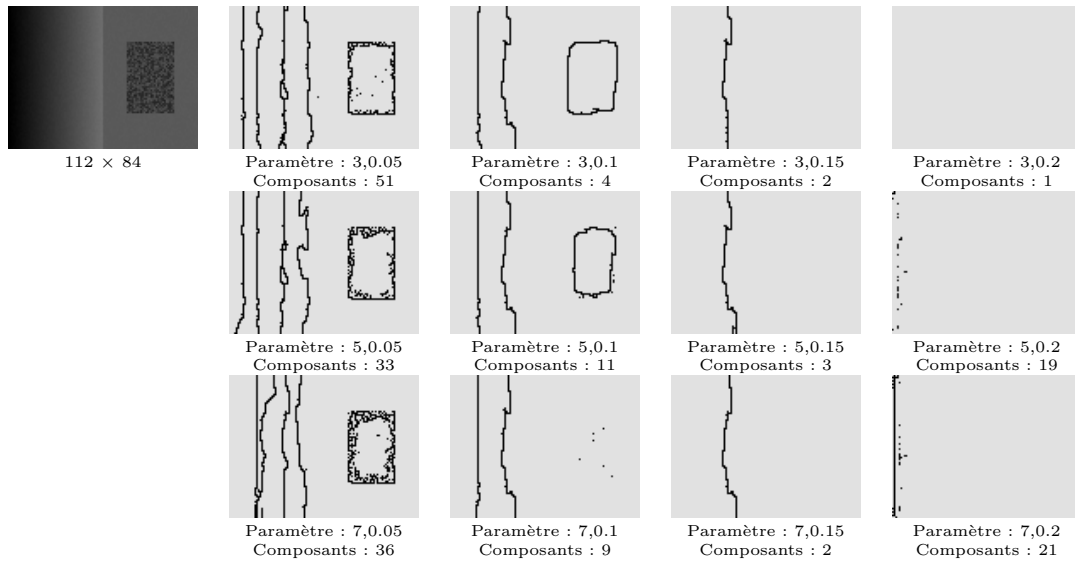 112 × 84
Paramètre : 3,0.05
Composants : 51
Paramètre : 3,0.1
Composants : 4
Paramètre : 3,0.15
Composants : 2
Paramètre : 3,0.2
Composants : 1
Paramètre : 5,0.05
Composants : 33
Paramètre : 5,0.1
Composants : 11
Paramètre : 5,0.15
Composants : 3
Paramètre : 5,0.2
Composants : 19
Paramètre : 7,0.05
Composants : 36
Paramètre : 7,0.1
Composants : 9
Paramètre : 7,0.15
Composants : 2
Paramètre : 7,0.2
Composants : 21